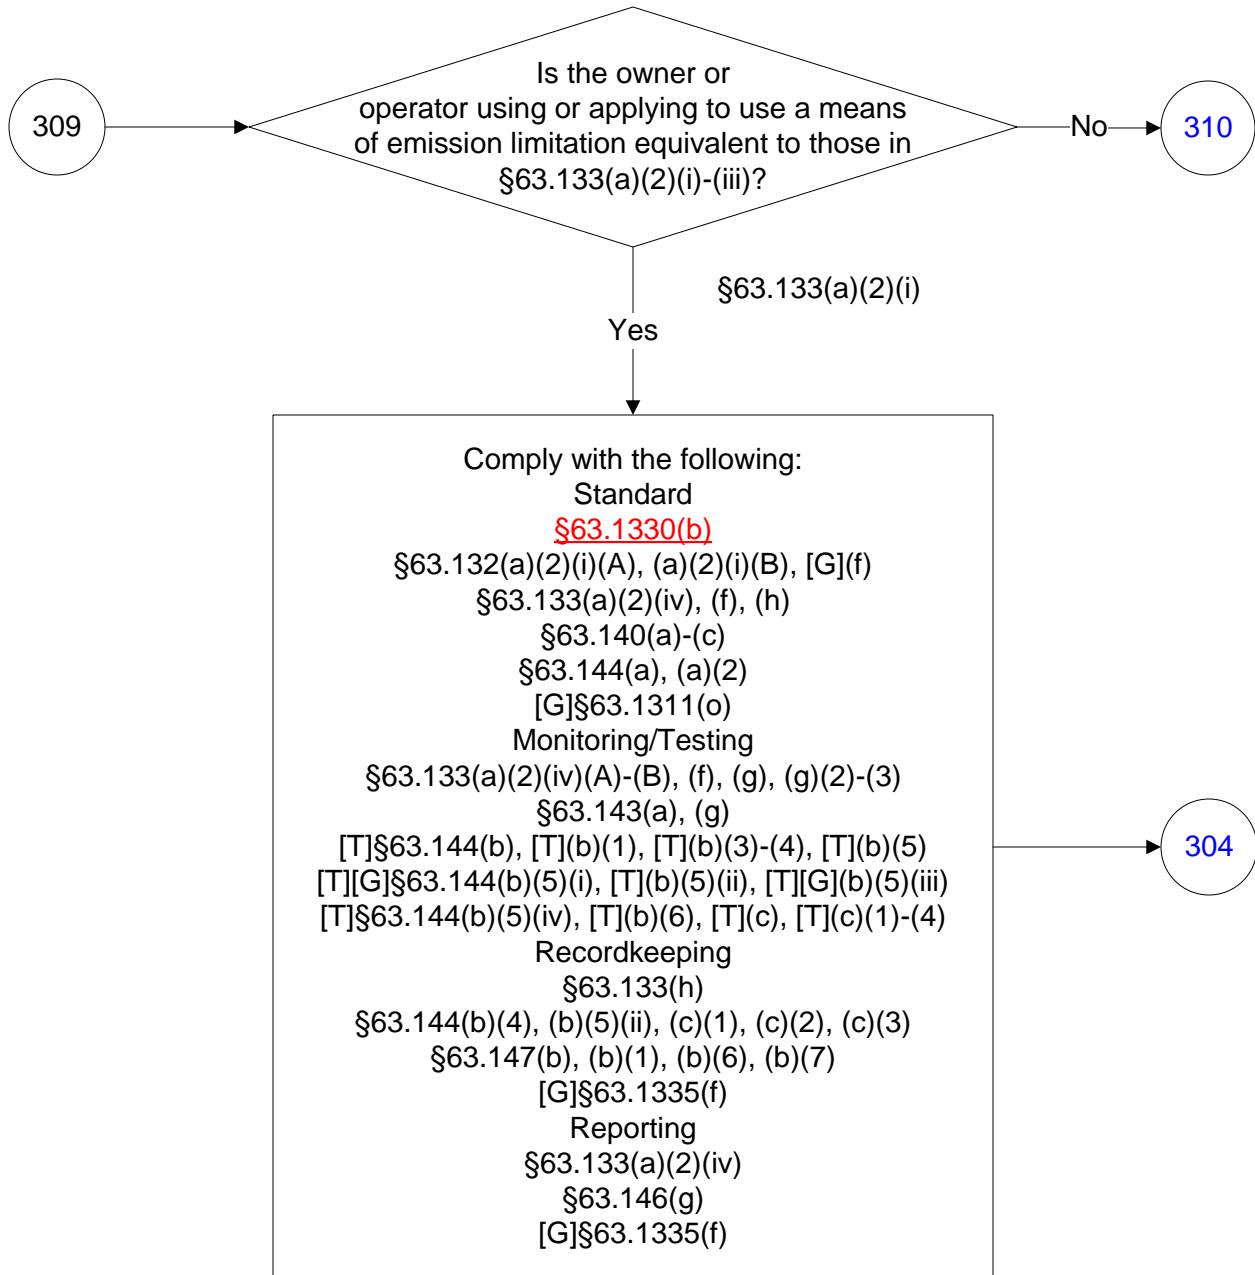 Is the owner or
309
operator using or applying to use a means
of emission limitation equivalent to those in
§63.133(a)(2)(i)-(iii)?
No
310
§63.133(a)(2)(i)
Yes
Comply with the following:
Standard
§63.1330(b)
§63.132(a)(2)(i)(A), (a)(2)(i)(B), [G](f)
§63.133(a)(2)(iv), (f), (h)
§63.140(a)-(c)
§63.144(a), (a)(2)
[G]§63.1311(o)
Monitoring/Testing
§63.133(a)(2)(iv)(A)-(B), (f), (g), (g)(2)-(3)
§63.143(a), (g)
[T]§63.144(b), [T](b)(1), [T](b)(3)-(4), [T](b)(5)
[T][G]§63.144(b)(5)(i), [T](b)(5)(ii), [T][G](b)(5)(iii)
[T]§63.144(b)(5)(iv), [T](b)(6), [T](c), [T](c)(1)-(4)
Recordkeeping
§63.133(h)
§63.144(b)(4), (b)(5)(ii), (c)(1), (c)(2), (c)(3)
§63.147(b), (b)(1), (b)(6), (b)(7)
[G]§63.1335(f)
Reporting
§63.133(a)(2)(iv)
§63.146(g)
[G]§63.1335(f)
304